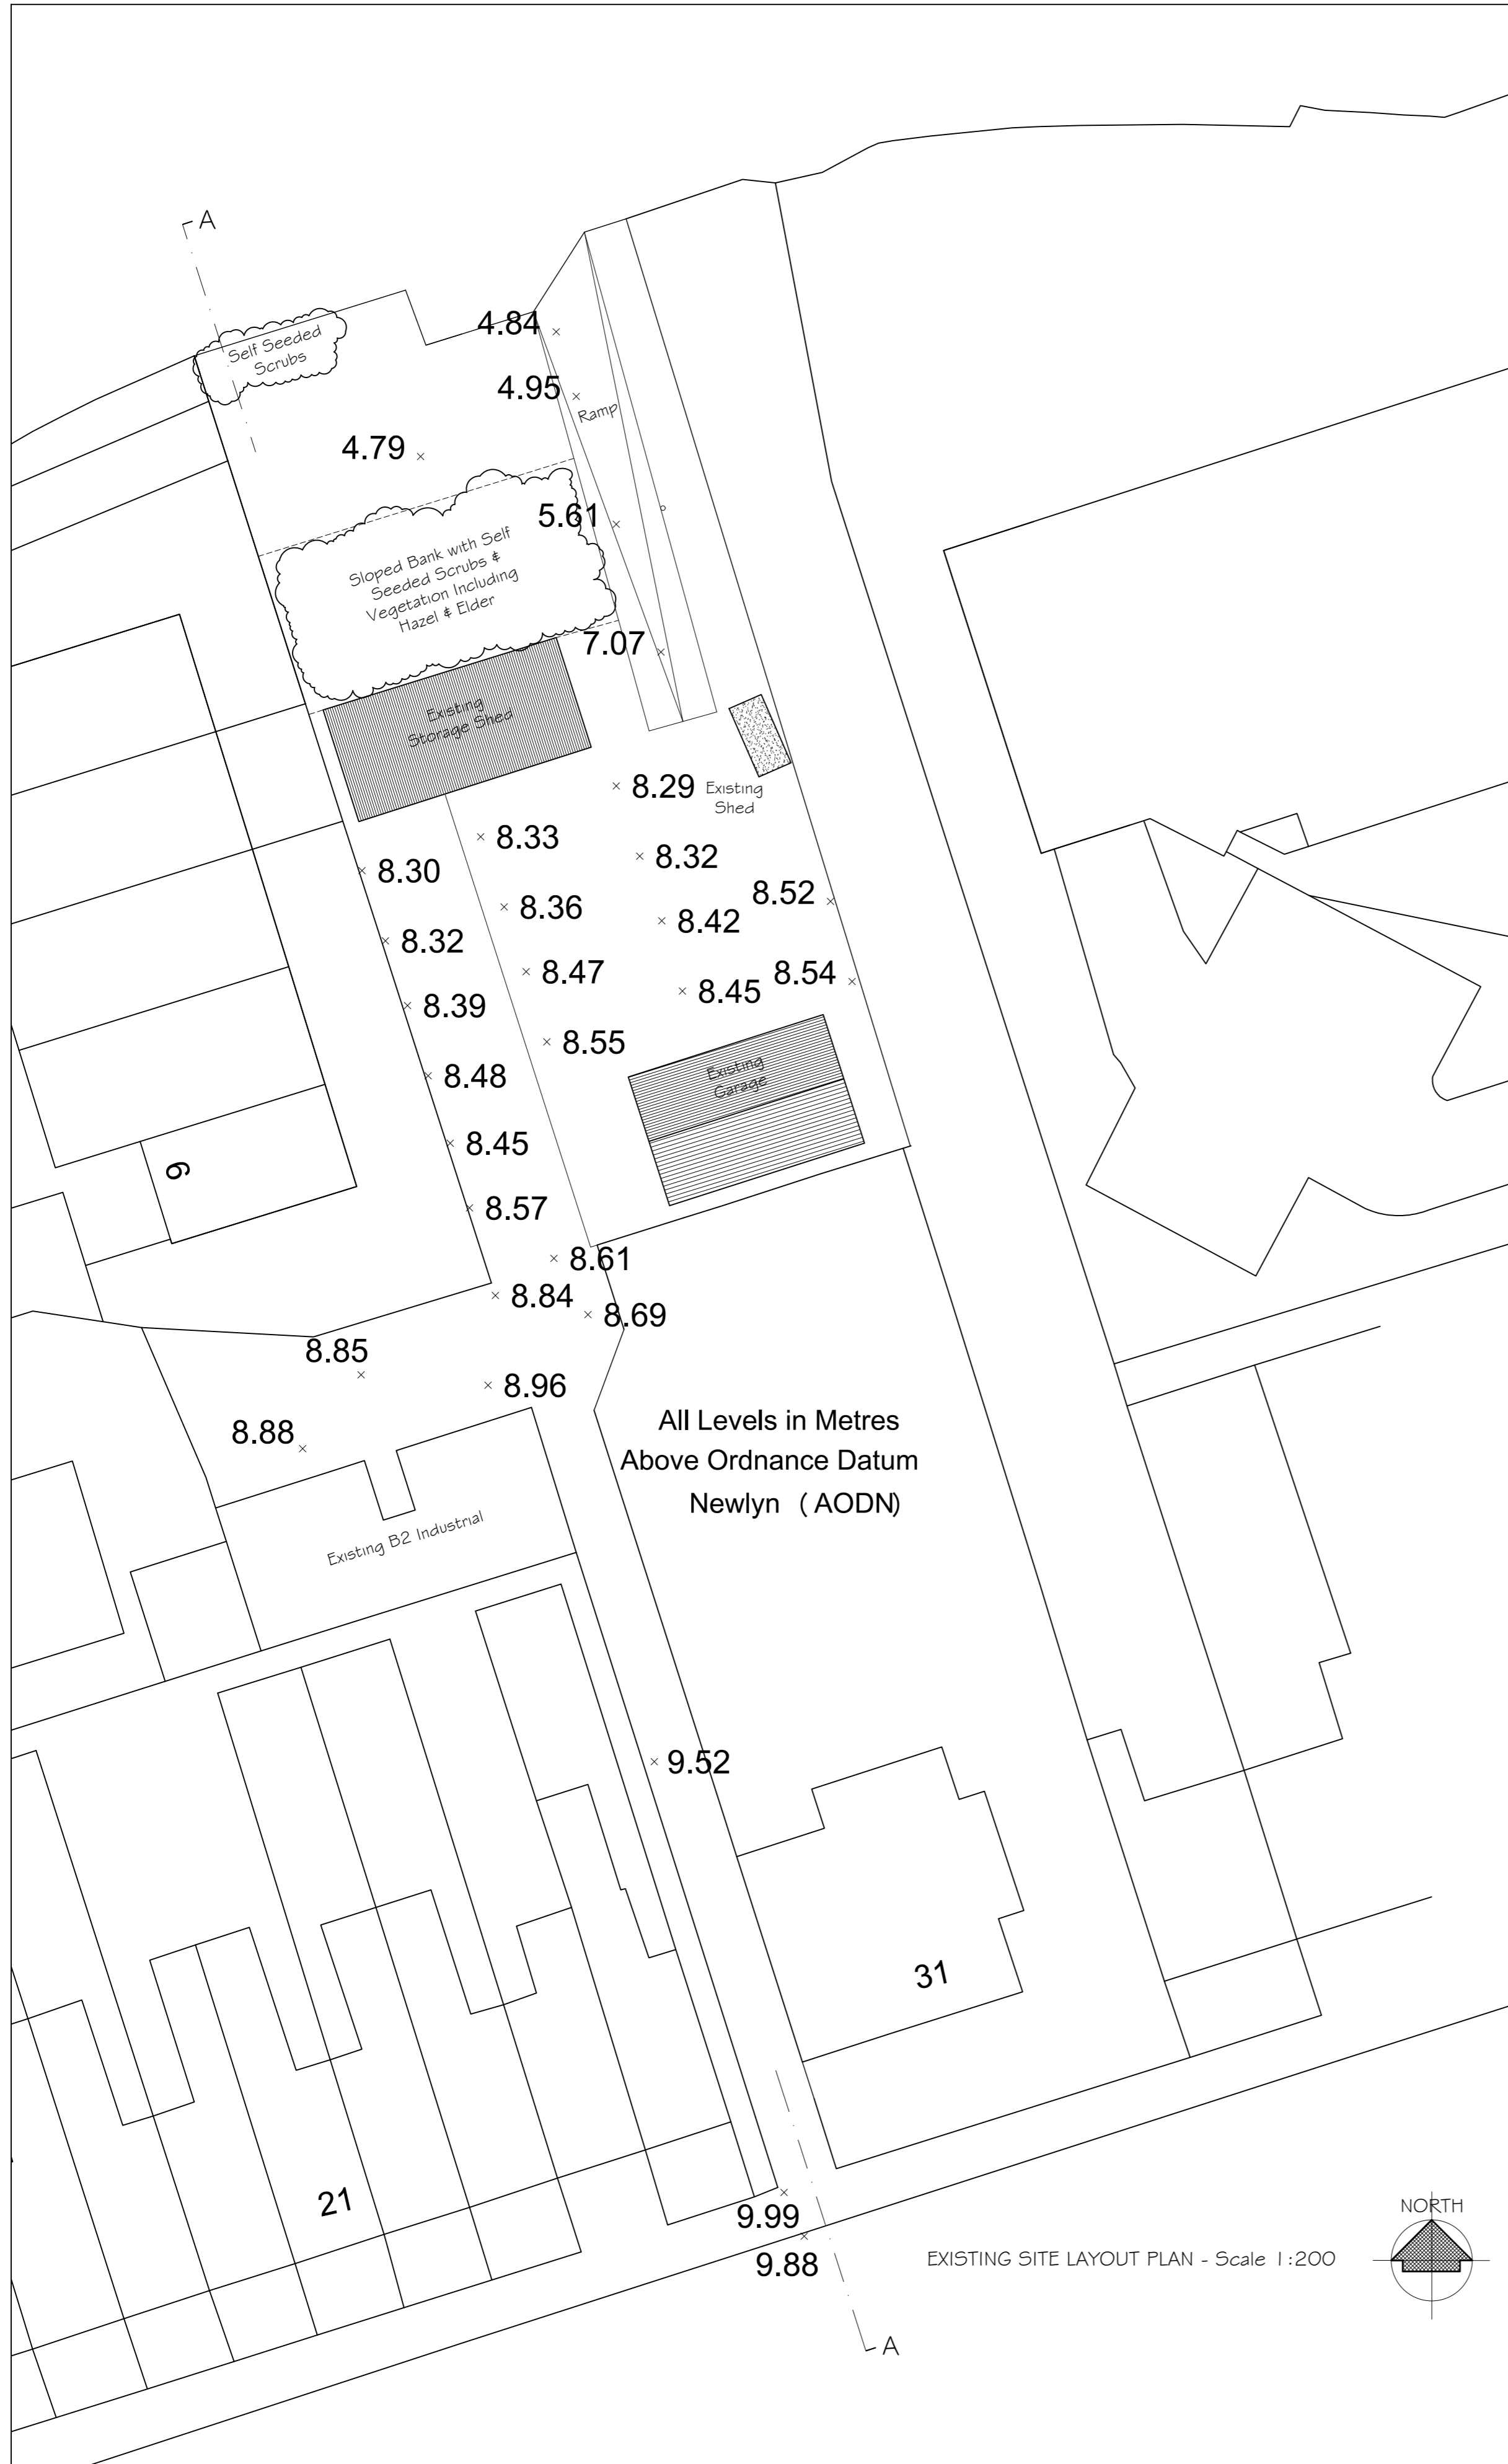 A
Self Seeded
Scrubs
4.84
4.95
Ramp
4.79
5.61
Sloped Bank with Self
Seeded Scrubs &
Vegetation Including
Hazel & Elder
7.07
Existing
Storage Shed
8.29
Existing
Shed
8.33
8.32
8.30
8.52
8.36
8.42
8.32
8.47
8.54
8.45
8.39
8.55
8.48
Existing
Garage
8.45
6
8.57
8.61
8.84
8.69
8.85
8.96
8.88
All Levels in Metres
Above Ordnance Datum
Newlyn ( AODN)
Existing B2 Industrial
9.52
31
21
9.99
9.88
NORTH
EXISTING SITE LAYOUT PLAN - Scale 1:200
A